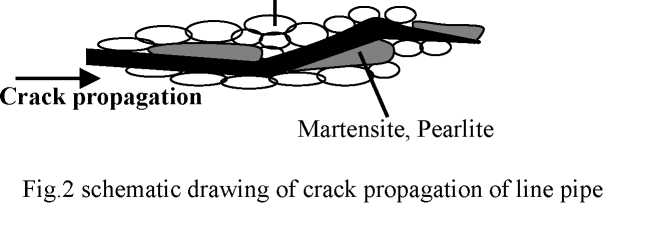 Crack propagation
Martensite, Pearlite
Fig.2 schematic drawing of crack propagation of line pipe